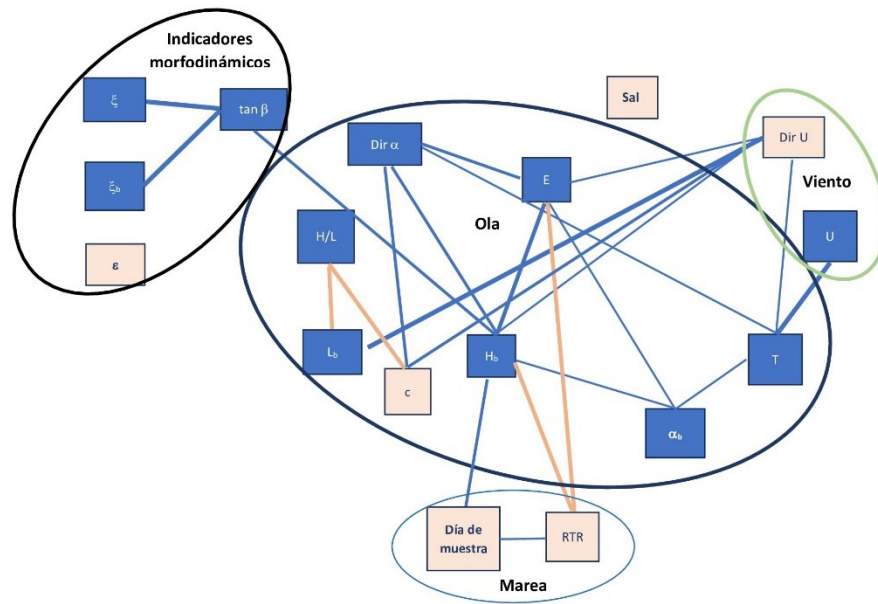 Indicadores
morfodinámicos
ξ
tan β
ξb
ε
Sal
Dir α
E
Dir U
Viento
U
Ola
H/L
Lb
c
Hb
T
αb
Día de
muestra
RTR
Marea